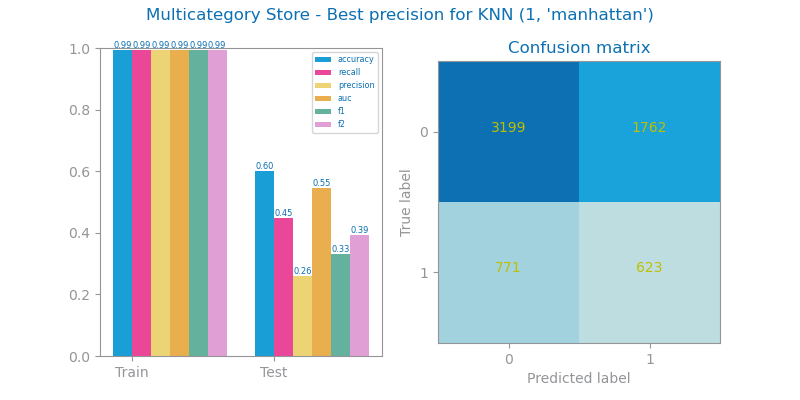 Multicategory Store - Best precision for KNN (1, 'manhattan')
1.0
0.8
0.6
0.4
0.2
0.0
0.99 0.99 0.99 0.99 0.99 0.99
0.60
0.45
0.26
0.55
0.33
0.39
accuracy
recall
precision
auc
f1
f2
Train Test
Confusion matrix
True label
0
1
3199 1762
771 623
0 1
Predicted label